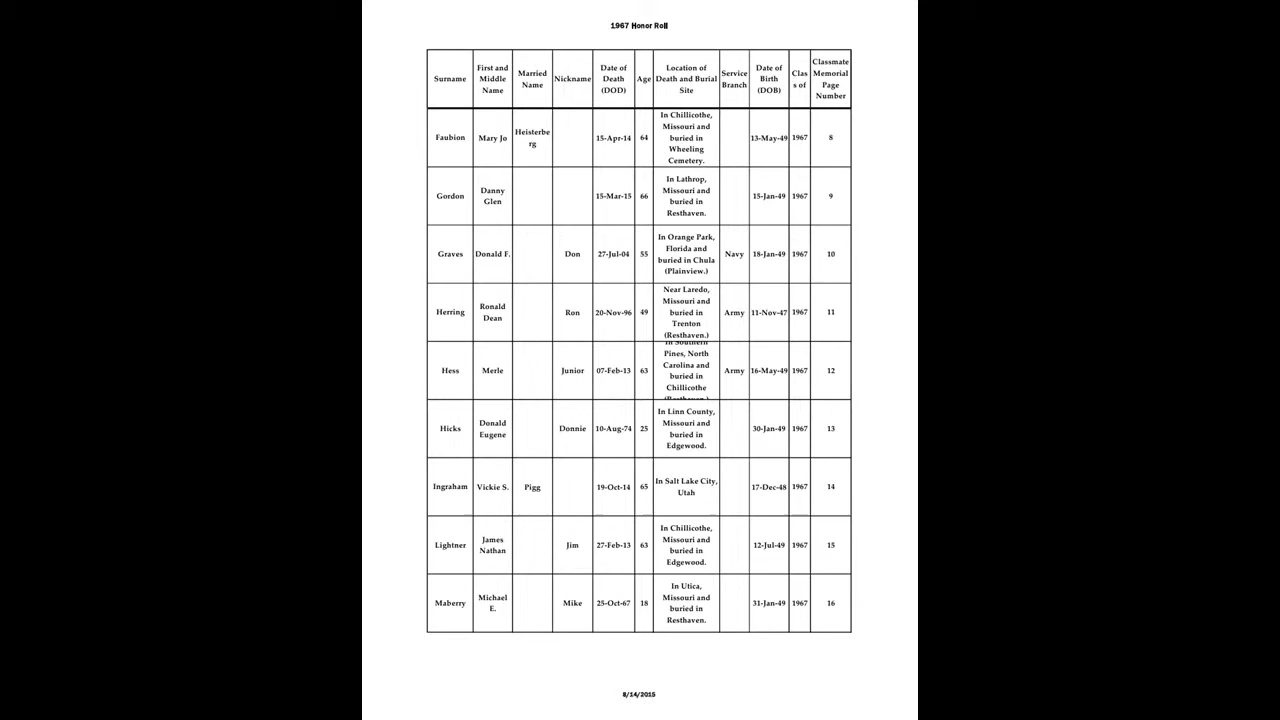 1967 Honor Roll
Surname | First and Middle Name | Married Name | Nickname | Date of Death (DOD) | Age | Location of Death and Burial Site | Service Branch | Date of Birth (DOB) | Clas s of | Classmate Memorial Page Number
Faubion | Mary Jo | Heisterbe rg | | 15-Apr-14 | 64 | In Chillicothe, Missouri and buried in Wheeling Cemetery. | | 13-May-49 | 1967 | 8
Gordon | Danny Glen | | | 15-Mar-15 | 66 | In Lathrop, Missouri and buried in Resthaven. | | 15-Jan-49 | 1967 | 9
Graves | Donald F. | | Don | 27-Jul-04 | 55 | In Orange Park, Florida and buried in Chula (Plainview.) | Navy | 18-Jan-49 | 1967 | 10
Herring | Ronald Dean | | Ron | 20-Nov-96 | 49 | Near Laredo, Missouri and buried in Trenton (Resthaven.) | Army | 11-Nov-47 | 1967 | 11
Hess | Merle | | Junior | 07-Feb-13 | 63 | In Southern Pines, North Carolina and buried in Chillicothe (Resthaven.) | Army | 16-May-49 | 1967 | 12
Hicks | Donald Eugene | | Donnie | 10-Aug-74 | 25 | In Linn County, Missouri and buried in Edgewood. | | 30-Jan-49 | 1967 | 13
Ingraham | Vickie S. | Pigg | | 19-Oct-14 | 65 | In Salt Lake City, Utah | | 17-Dec-48 | 1967 | 14
Lightner | James Nathan | | Jim | 27-Feb-13 | 63 | In Chillicothe, Missouri and buried in Edgewood. | | 12-Jul-49 | 1967 | 15
Maberry | Michael E. | | Mike | 25-Oct-67 | 18 | In Utica, Missouri and buried in Resthaven. | | 31-Jan-49 | 1967 | 16
8/14/2015